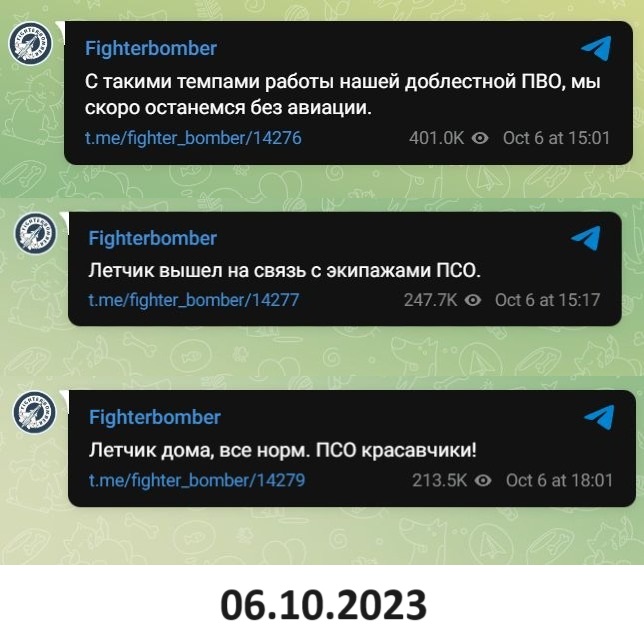 Fighterbomber
С такими темпами работы нашей доблестной ПВО, мы
скоро останемся без авиации.
t.me/fighter_bomber/14276 401.0K Oct 6 at 15:01
Fighterbomber
Летчик вышел на связь с экипажами ПСО.
t.me/fighter_bomber/14277 247.7K Oct 6 at 15:17
Fighterbomber
Летчик дома, все норм. ПСО красавчики!
t.me/fighter_bomber/14279 213.5K Oct 6 at 18:01
06.10.2023